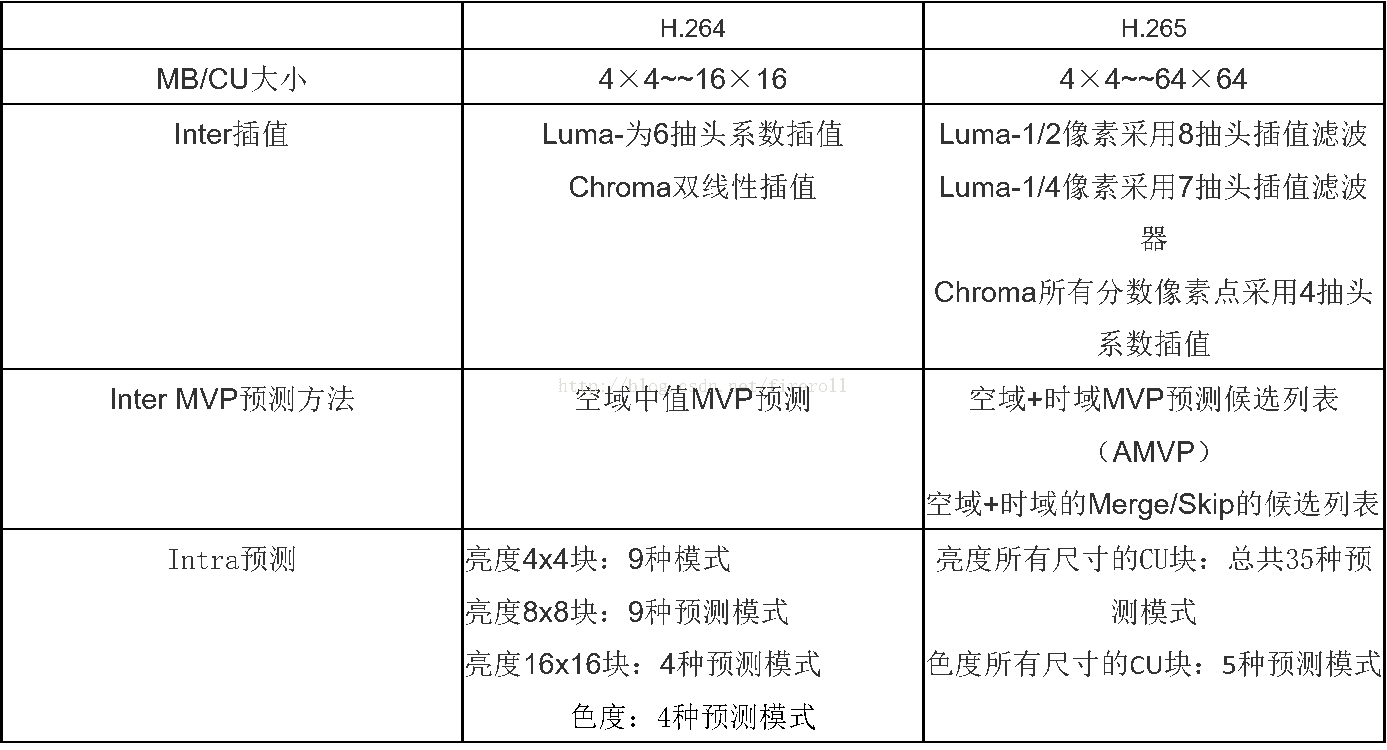 H.264
H.265
MB/CU大小
4×4~~16×16
4×4~~64×64
Inter插值
Luma-为6抽头系数插值
Chroma双线性插值
Luma-1/2像素采用8抽头插值滤波
Luma-1/4像素采用7抽头插值滤波
器
Chroma所有分数像素点采用4抽头
系数插值
http://blog.csdn.net/fireroll
Inter MVP预测方法
空域中值MVP预测
空域+时域MVP预测候选列表
（AMVP）
空域+时域的Merge/Skip的候选列表
Intra预测
亮度4x4块：9种模式
亮度8x8块：9种预测模式
亮度16x16块：4种预测模式
色度：4种预测模式
亮度所有尺寸的CU块：总共35种预
测模式
色度所有尺寸的CU块：5种预测模式